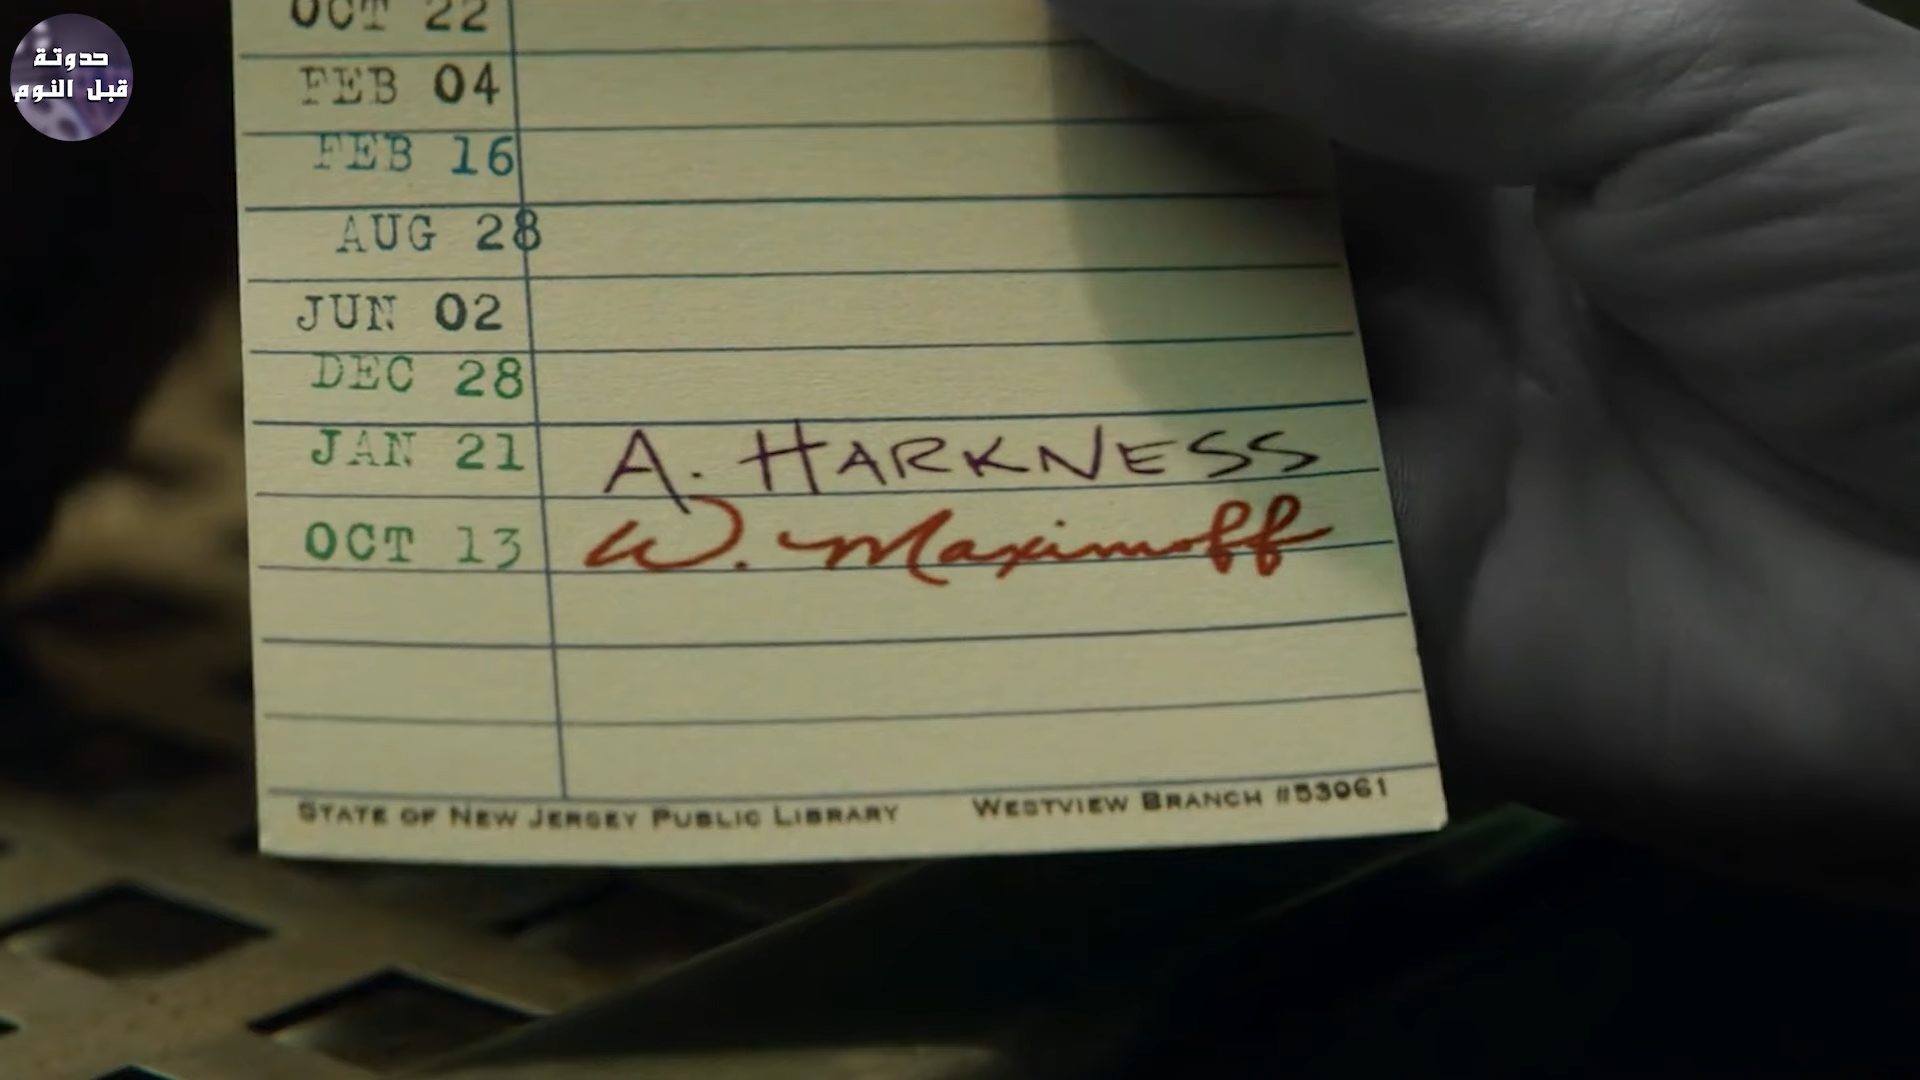 حدوتة
قبل النوم
OCT 22
FEB 04
FEB 16
AUG 28
JUN 02
DEC 28
JAN 21 A. HARKNESS
OCT 13 W. Maximoff
STATE OF NEW JERSEY PUBLIC LIBRARY WESTVIEW BRANCH #53961